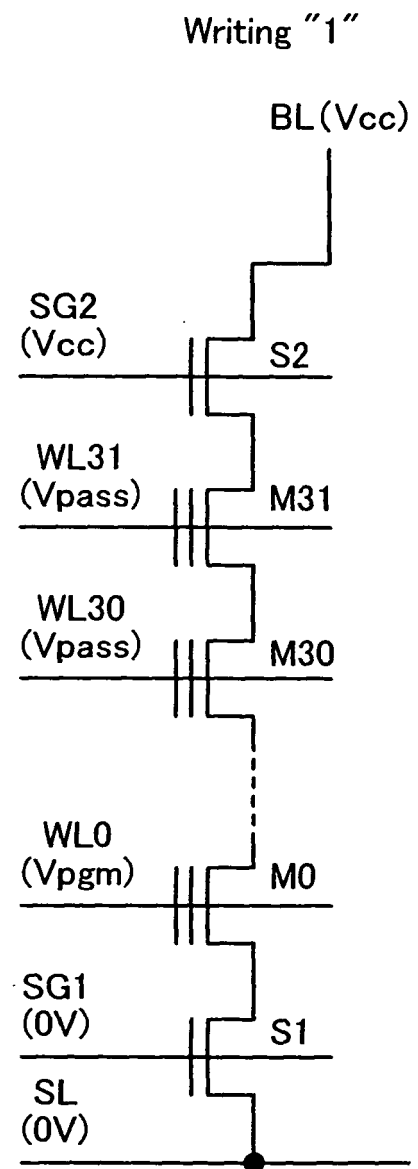 Writing "1"
BL(Vcc)
SG2
(Vcc)
S2
WL31
(Vpass)
M31
WL30
(Vpass)
M30
WL0
(Vpgm)
M0
SG1
(0V)
S1
SL
(0V)